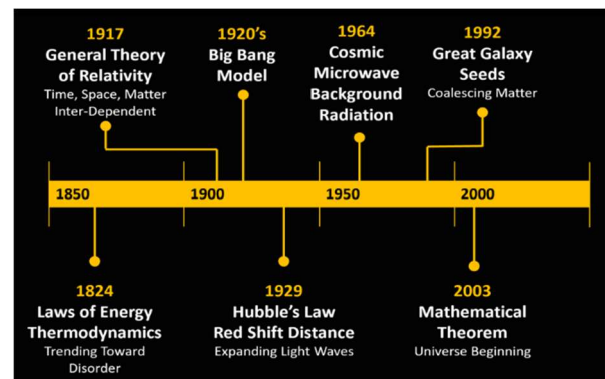 1917
General Theory
of Relativity
Time, Space, Matter
Inter-Dependent
1920's
Big Bang
Model
1964
Cosmic
Microwave
Background
Radiation
1992
Great Galaxy
Seeds
Coalescing Matter
1850
1900
1950
2000
1824
Laws of Energy
Thermodynamics
Trending Toward
Disorder
1929
Hubble's Law
Red Shift Distance
Expanding Light Waves
2003
Mathematical
Theorem
Universe Beginning